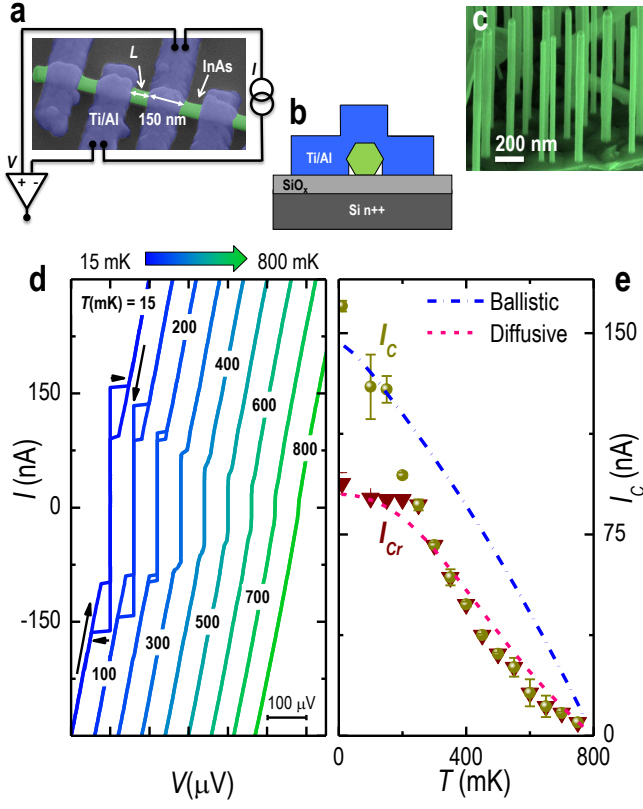 a
L
InAs
I
Ti/Al
150 nm
V
+ -
b
Ti/Al
SiOx
Si n++
c
200 nm
15 mK
800 mK
d
T(mK) = 15
200
400
600
800
100
300
500
700
100 μV
150
0
-150
I (nA)
V(μV)
e
Ballistic
Diffusive
IC
ICr
150
75
0
IC (nA)
0
400
800
T (mK)